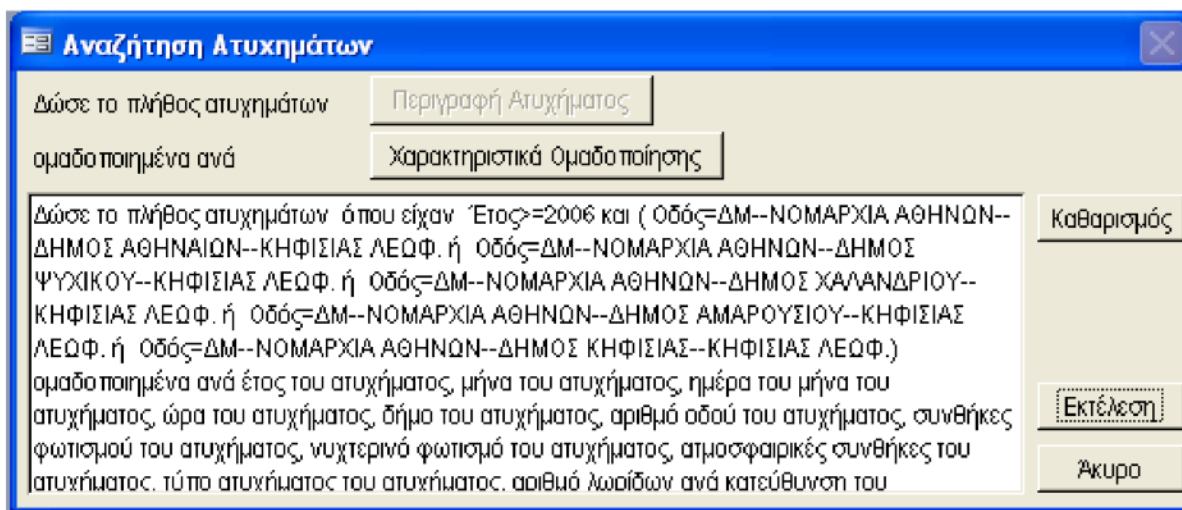 Αναζήτηση Ατυχημάτων
Δώσε το πλήθος ατυχημάτων Περιγραφή Ατυχήματος
ομαδοποιημένα ανά Χαρακτηριστικά Ομαδοποίησης
Δώσε το πλήθος ατυχημάτων όπου είχαν Έτος>=2006 και ( Οδός=ΔΜ--ΝΟΜΑΡΧΙΑ ΑΘΗΝΩΝ--
ΔΗΜΟΣ ΑΘΗΝΑΙΩΝ--ΚΗΦΙΣΙΑΣ ΛΕΩΦ. ή Οδός=ΔΜ--ΝΟΜΑΡΧΙΑ ΑΘΗΝΩΝ--ΔΗΜΟΣ
ΨΥΧΙΚΟΥ--ΚΗΦΙΣΙΑΣ ΛΕΩΦ. ή Οδός=ΔΜ--ΝΟΜΑΡΧΙΑ ΑΘΗΝΩΝ--ΔΗΜΟΣ ΧΑΛΑΝΔΡΙΟΥ--
ΚΗΦΙΣΙΑΣ ΛΕΩΦ. ή Οδός=ΔΜ--ΝΟΜΑΡΧΙΑ ΑΘΗΝΩΝ--ΔΗΜΟΣ ΑΜΑΡΟΥΣΙΟΥ--ΚΗΦΙΣΙΑΣ
ΛΕΩΦ. ή Οδός=ΔΜ--ΝΟΜΑΡΧΙΑ ΑΘΗΝΩΝ--ΔΗΜΟΣ ΚΗΦΙΣΙΑΣ--ΚΗΦΙΣΙΑΣ ΛΕΩΦ.)
ομαδοποιημένα ανά έτος του ατυχήματος, μήνα του ατυχήματος, ημέρα του μήνα του
ατυχήματος, ώρα του ατυχήματος, δήμο του ατυχήματος, αριθμό οδού του ατυχήματος, συνθήκες
φωτισμού του ατυχήματος, νυχτερινό φωτισμό του ατυχήματος, ατμοσφαιρικές συνθήκες του
ατυχήματος, τύπο ατυχήματος του ατυχήματος, αριθμό λωρίδων ανά κατεύθυνση του
Καθαρισμός
Εκτέλεση
Άκυρο